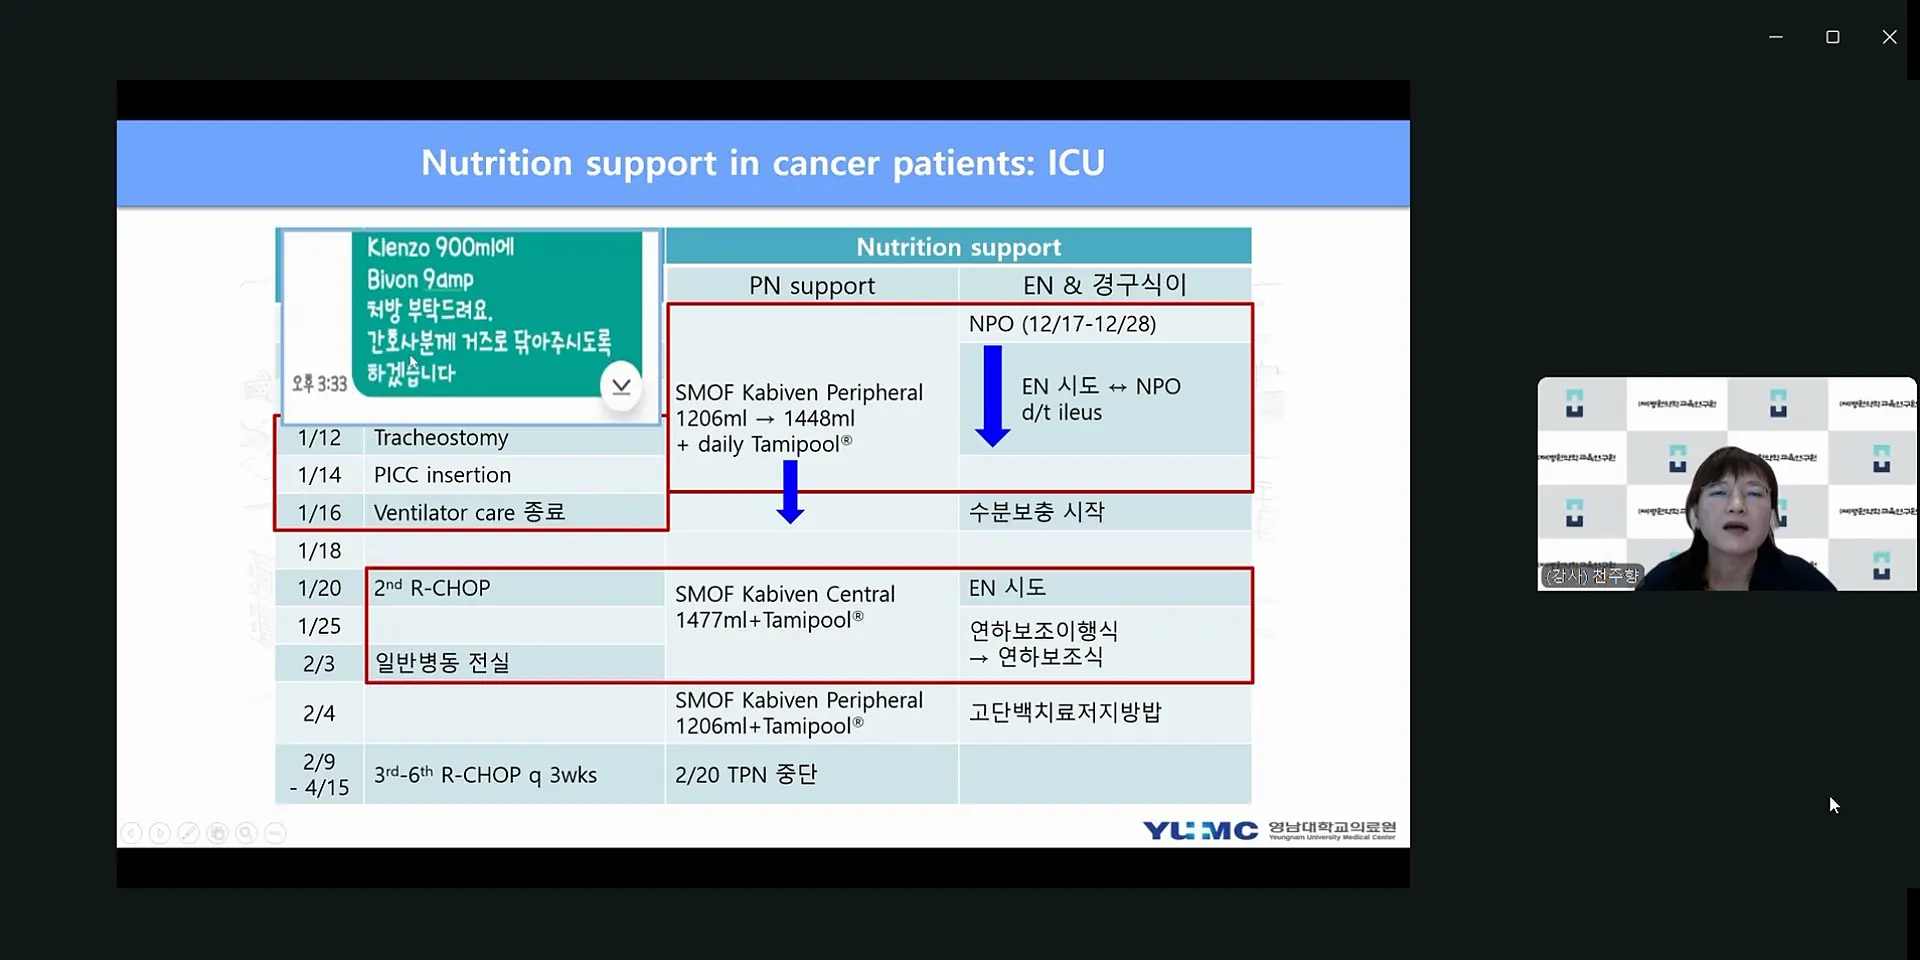 Nutrition support in cancer patients: ICU
Klenzo 900ml에
Bivon 9amp
처방 부탁드려요.
간호사분께 거즈로 닦아주시도록
하겠습니다
오후 3:33
Nutrition support
PN support
EN & 경구식이
NPO (12/17-12/28)
EN 시도 ↔ NPO
d/t ileus
SMOF Kabiven Peripheral
1206ml → 1448ml
+ daily Tamipool®
1/12 Tracheostomy
1/14 PICC insertion
1/16 Ventilator care 종료
수분보충 시작
1/18
1/20 2nd R-CHOP
SMOF Kabiven Central
1477ml+Tamipool®
EN 시도
1/25
연하보조이행식
→ 연하보조식
2/3 일반병동 전실
2/4
SMOF Kabiven Peripheral
1206ml+Tamipool®
고단백치료저지방밥
2/9
- 4/15
3rd-6th R-CHOP q 3wks
2/20 TPN 중단
YUMC 영남대학교의료원
Yeungnam University Medical Center
(강사) 천주향